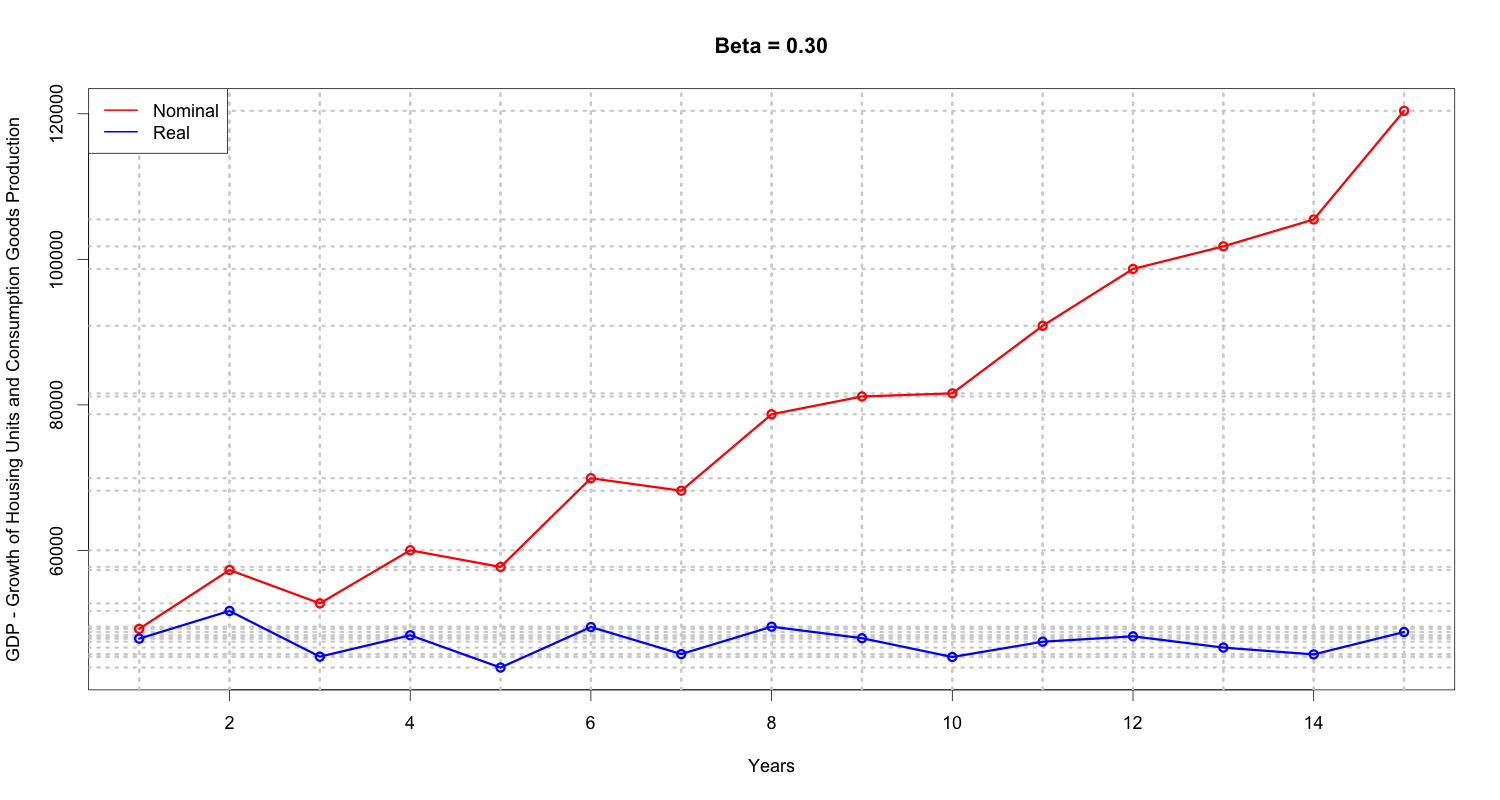 Beta = 0.30
Nominal
Real
GDP - Growth of Housing Units and Consumption Goods Production
120000
100000
80000
60000
2 4 6 8 10 12 14
Years